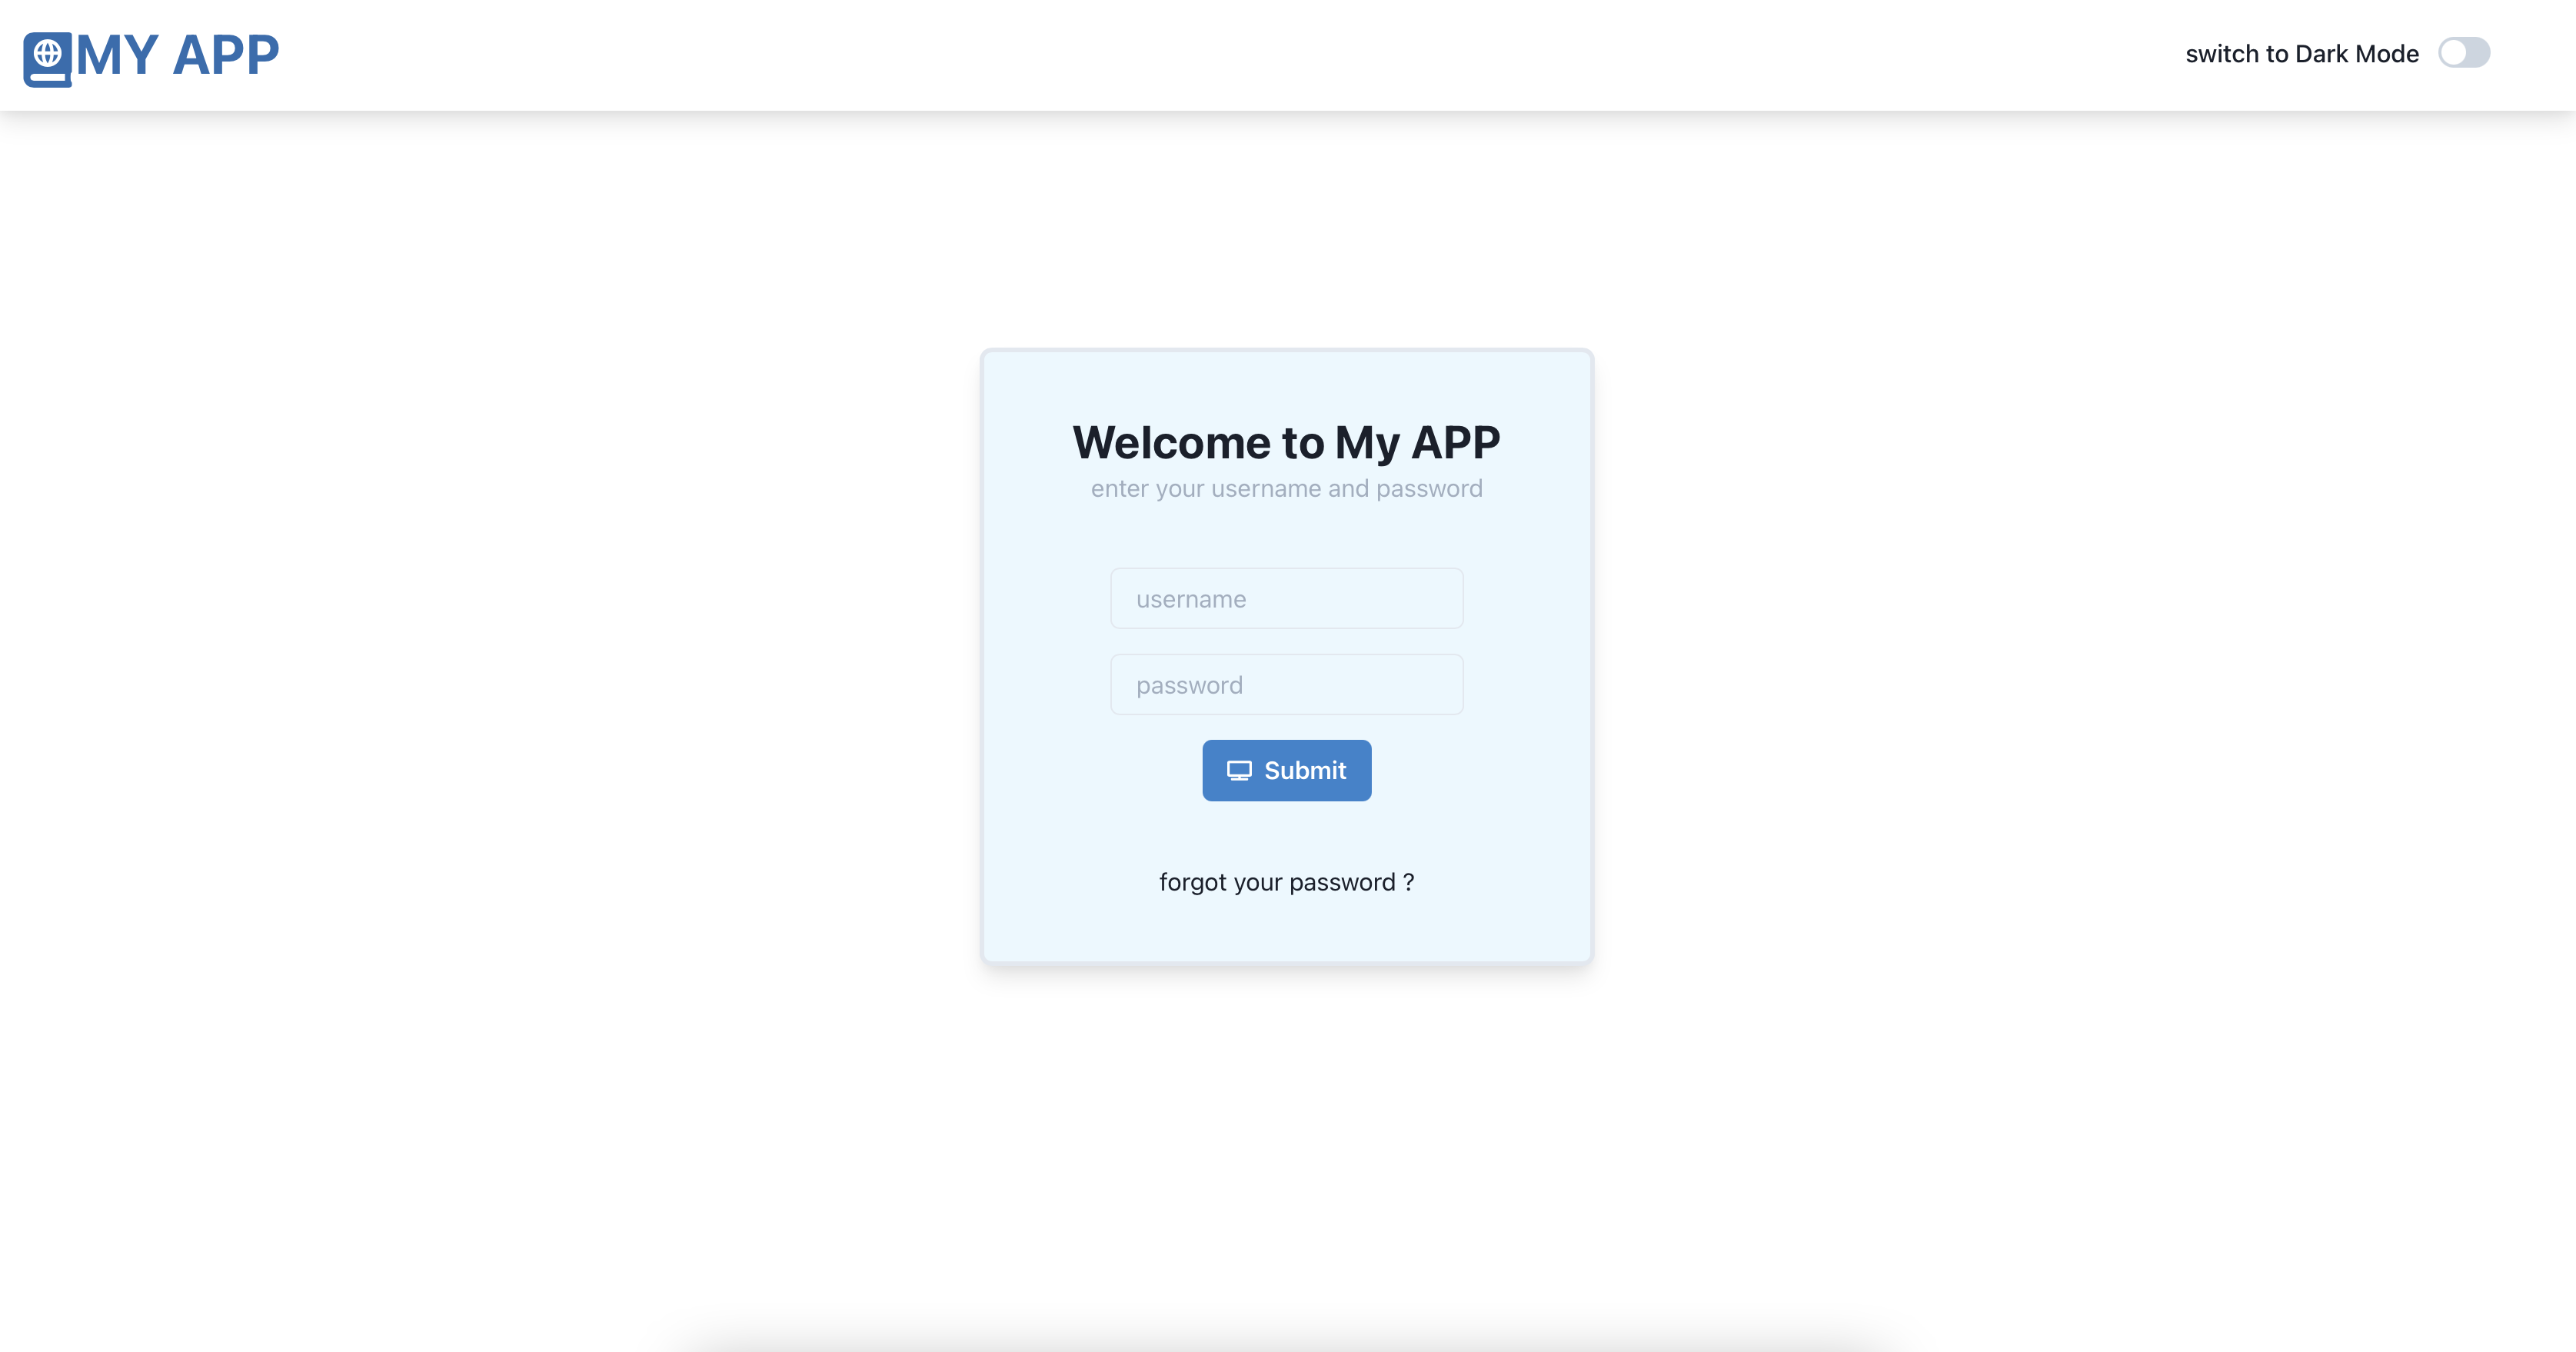 MY APP
switch to Dark Mode
Welcome to My APP
enter your username and password
username
password
Submit
forgot your password ?